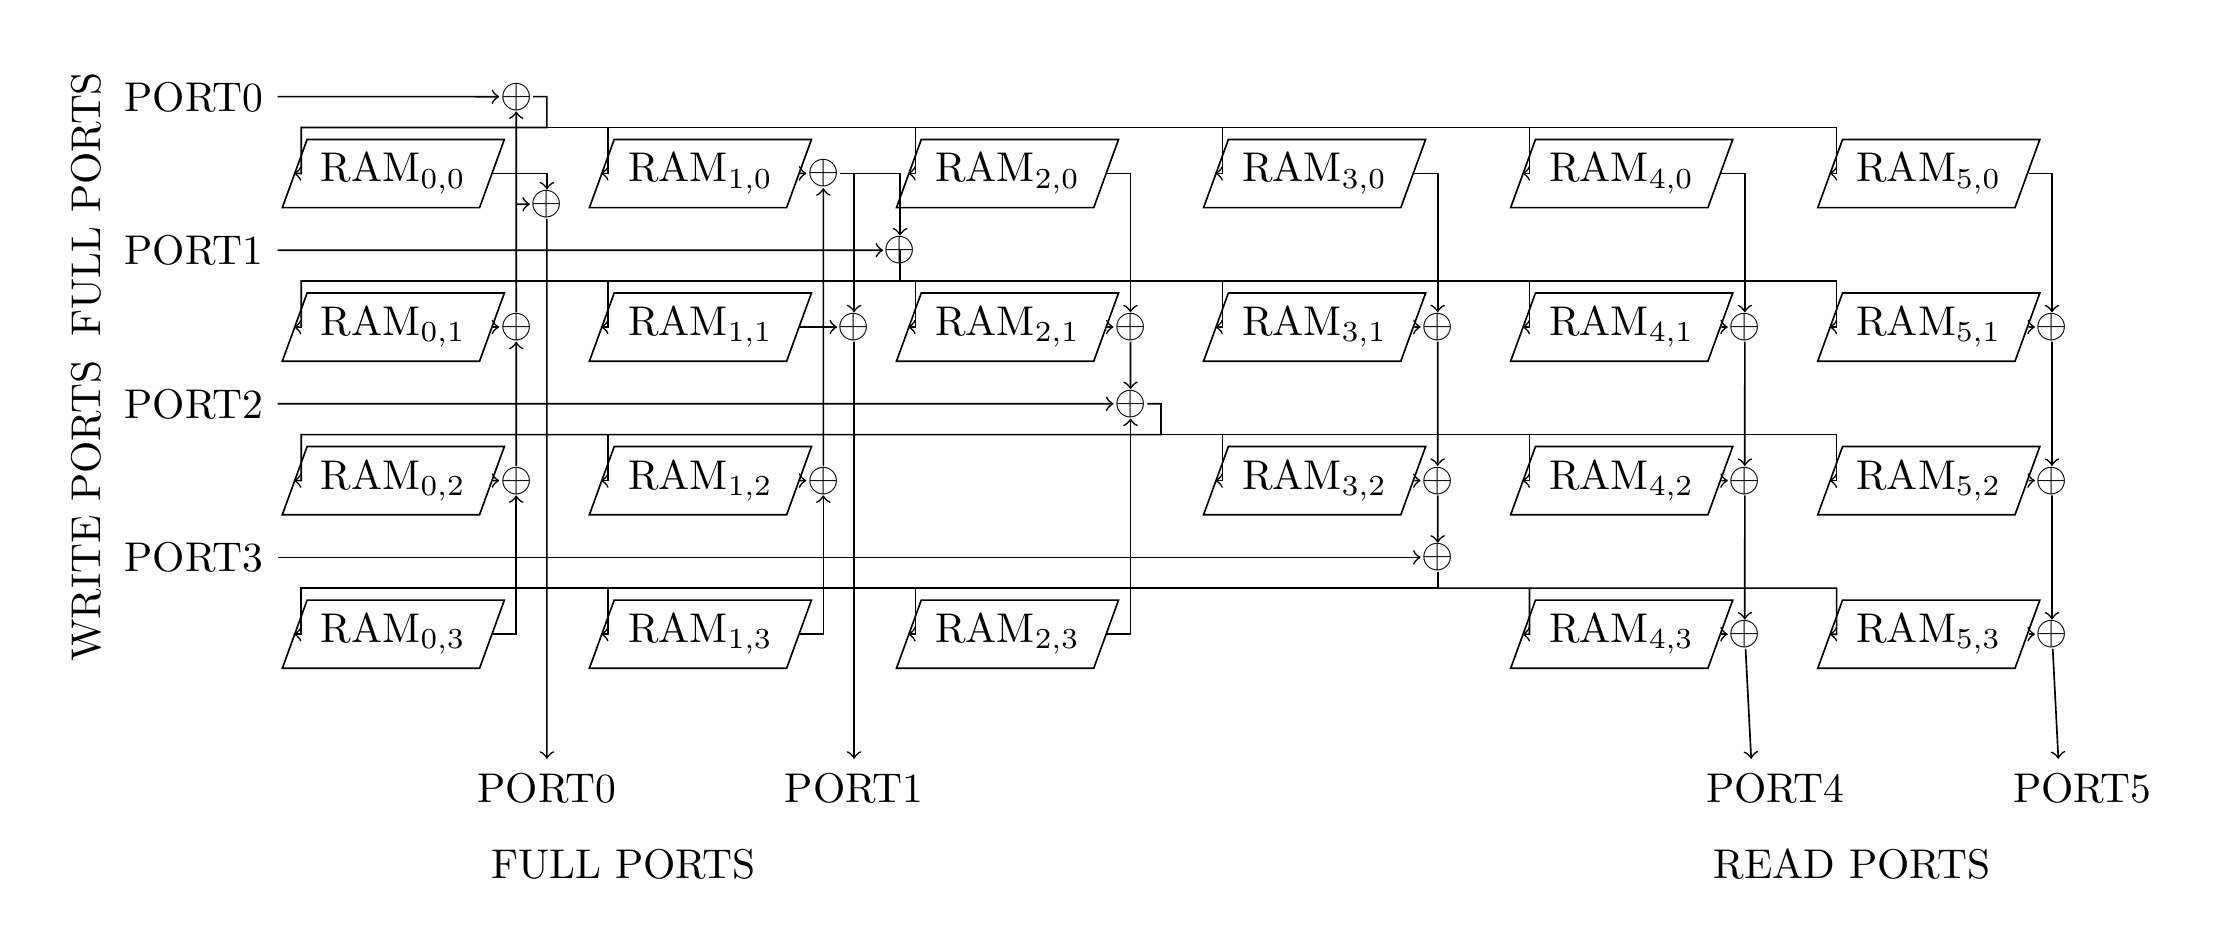 PORT0
RAM0,0 RAM1,0 RAM2,0 RAM3,0 RAM4,0 RAM5,0
FULL PORTS
PORT1
RAM0,1 RAM1,1 RAM2,1 RAM3,1 RAM4,1 RAM5,1
PORT2
RAM0,2 RAM1,2 RAM3,2 RAM4,2 RAM5,2
WRITE PORTS
PORT3
RAM0,3 RAM1,3 RAM2,3 RAM4,3 RAM5,3
PORT0 PORT1 PORT4 PORT5
FULL PORTS READ PORTS